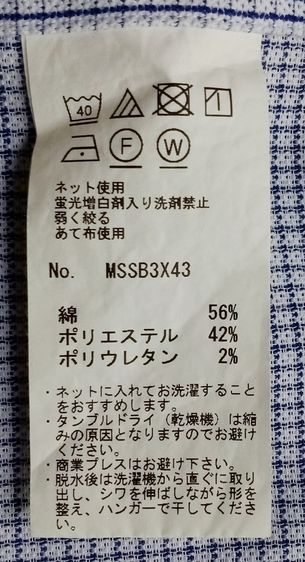 40
F W
ネット使用
蛍光増白剤入り洗剤禁止
弱く絞る
あて布使用
No. MSSB3X43
綿 56%
ポリエステル 42%
ポリウレタン 2%
・ネットに入れてお洗濯すること
をおすすめします。
・タンブルドライ(乾燥機)は縮
みの原因となりますのでお避け
ください。
・商業プレスはお避け下さい。
・脱水後は洗濯機から直ぐに取り
出し、シワを伸ばしながら形を
整え、ハンガーで干してください。